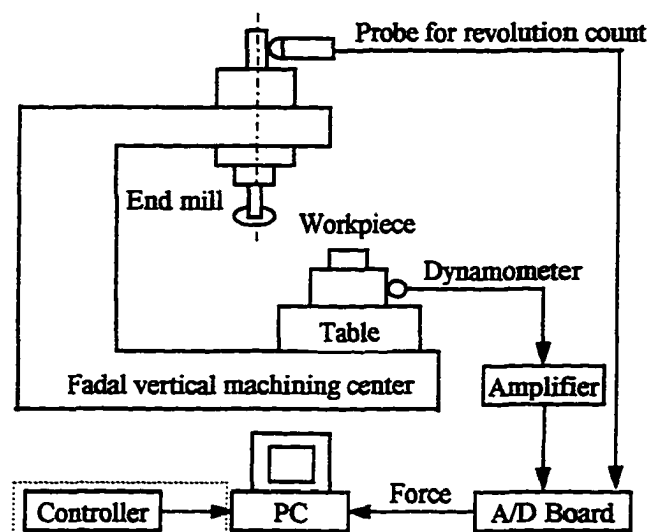 Probe for revolution count
End mill
Workpiece
Dynamometer
Table
Fadal vertical machining center
Amplifier
Controller
PC
Force
A/D Board